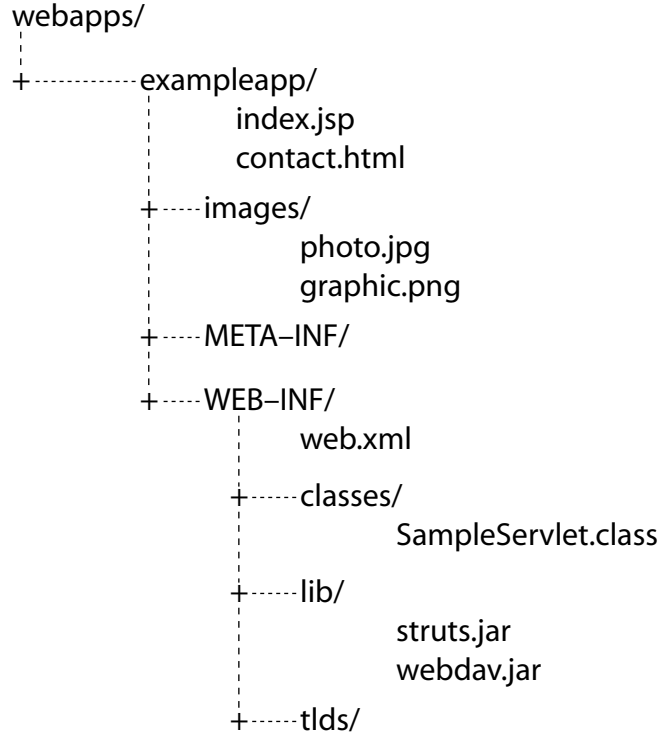 webapps/
exampleapp/
index.jsp
contact.html
images/
photo.jpg
graphic.png
META–INF/
WEB–INF/
web.xml
classes/
SampleServlet.class
lib/
struts.jar
webdav.jar
tlds/